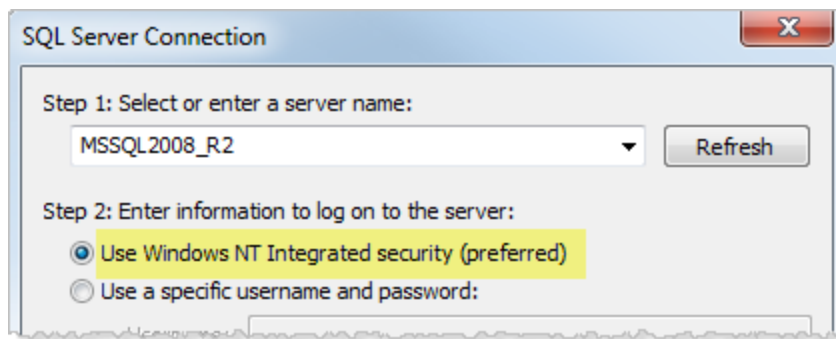 SQL Server Connection
Step 1: Select or enter a server name:
MSSQL2008_R2
Refresh
Step 2: Enter information to log on to the server:
Use Windows NT Integrated security (preferred)
Use a specific username and password: